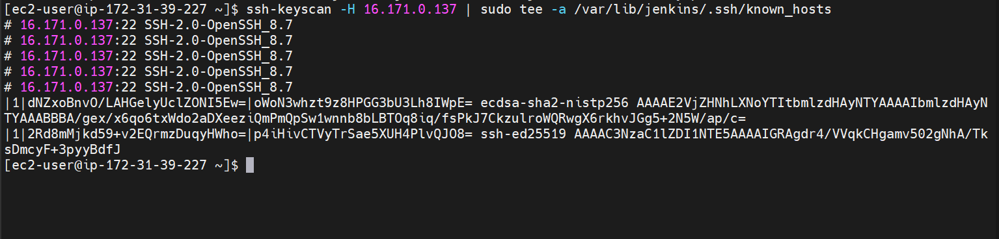 [ec2-user@ip-172-31-39-227 ~]$ ssh-keyscan -H 16.171.0.137 | sudo tee -a /var/lib/jenkins/.ssh/known_hosts
# 16.171.0.137:22 SSH-2.0-OpenSSH_8.7
# 16.171.0.137:22 SSH-2.0-OpenSSH_8.7
# 16.171.0.137:22 SSH-2.0-OpenSSH_8.7
# 16.171.0.137:22 SSH-2.0-OpenSSH_8.7
# 16.171.0.137:22 SSH-2.0-OpenSSH_8.7
|1|dNZxoBnvO/LAHGelyUclZONI5Ew=|oWoN3whzt9z8HPGG3bU3Lh8IWpE= ecdsa-sha2-nistp256 AAAAE2VjZHNhLXNoYTItbmlzdHAyNTYAAAAIbmlzdHAyN
TYAAABBBA/gex/x6qo6txWdo2aDXeeziQmPmQpSw1wnnb8bLBTOq8iq/fsPkJ7CkzulroWQRwgX6rkhvJGg5+2N5W/ap/c=
|1|2Rd8mMjkd59+v2EQrmzDuqyHWho=|p4iHivCTVyTrSae5XUH4PlvQJO8= ssh-ed25519 AAAAC3NzaC1lZDI1NTE5AAAAIGRAgdr4/VVqkCHgamv502gNhA/Tk
sDmcyF+3pyyBdfJ
[ec2-user@ip-172-31-39-227 ~]$